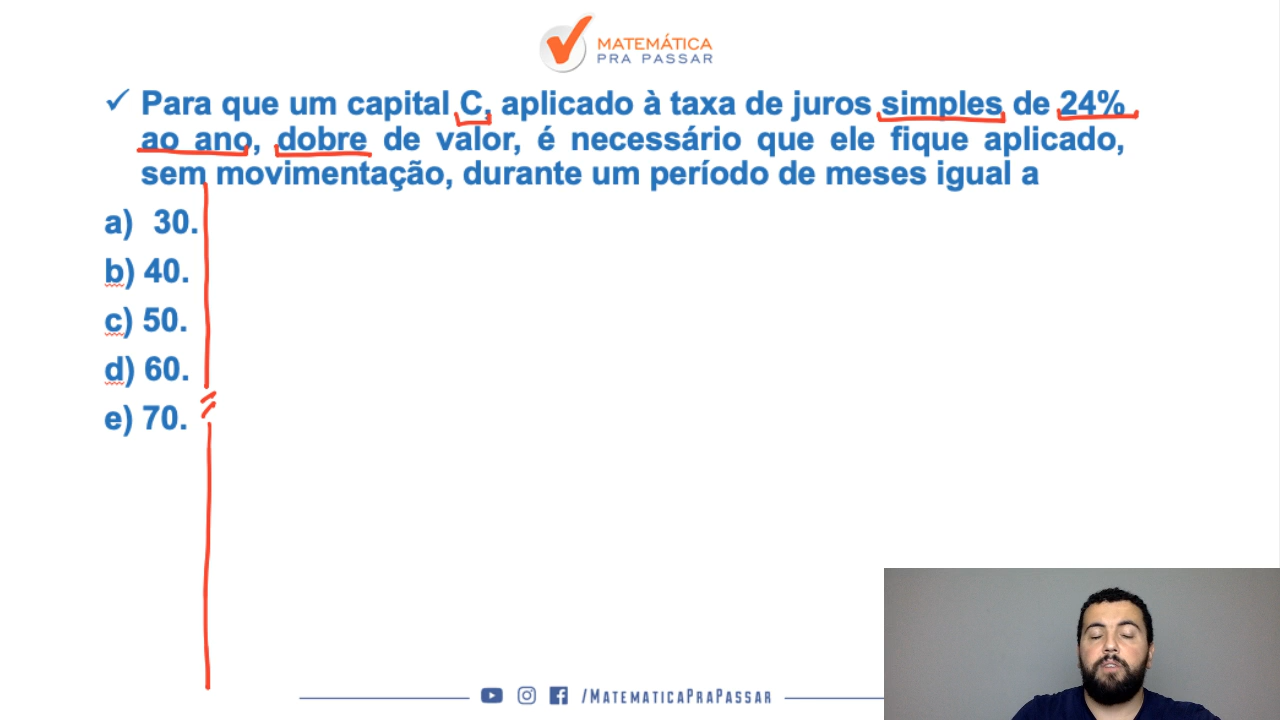 MATEMÁTICA
PRA PASSAR
✓ Para que um capital C, aplicado à taxa de juros simples de 24%
ao ano, dobre de valor, é necessário que ele fique aplicado,
sem movimentação, durante um período de meses igual a
a) 30.
b) 40.
c) 50.
d) 60.
e) 70.
/MATEMATICAPRAPASSAR